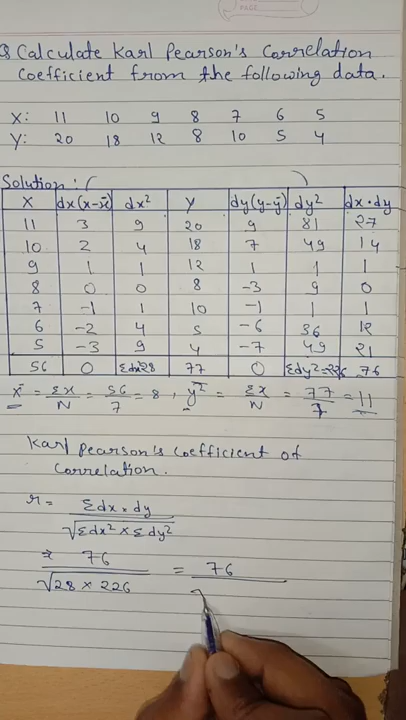 Q Calculate Karl Pearson's Correlation
Coefficient from the following data.
X: 11 10 9 8 7 6 5
Y: 20 18 12 8 10 5 4
Solution :
X dx(x-x̄) dx² Y dy(y-ȳ) dy² dx·dy
11 3 9 20 9 81 27
10 2 4 18 7 49 14
9 1 1 12 1 1 1
8 0 0 8 -3 9 0
7 -1 1 10 -1 1 1
6 -2 4 5 -6 36 12
5 -3 9 4 -7 49 21
56 0 Σdx²28 77 0 Σdy²=226 76
x̄ = Σx/N = 56/7 = 8 , ȳ = Σx/N = 77/7 = 11
Karl Pearson's Coefficient of
Correlation.
r = Σdx × dy / √Σdx² × Σdy²
⇒ 76 / √28 × 226 = 76